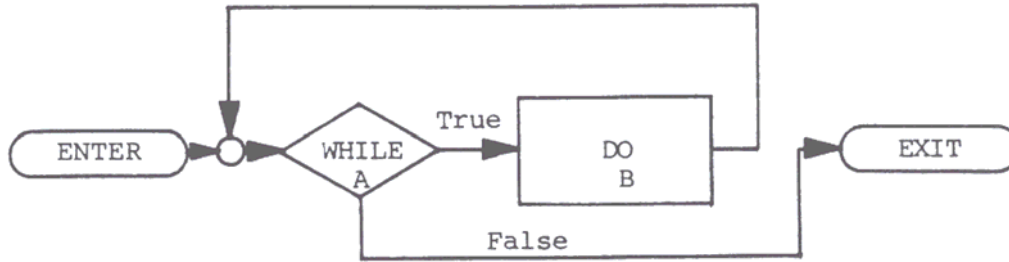 True
ENTER
WHILE
A
DO
B
EXIT
False